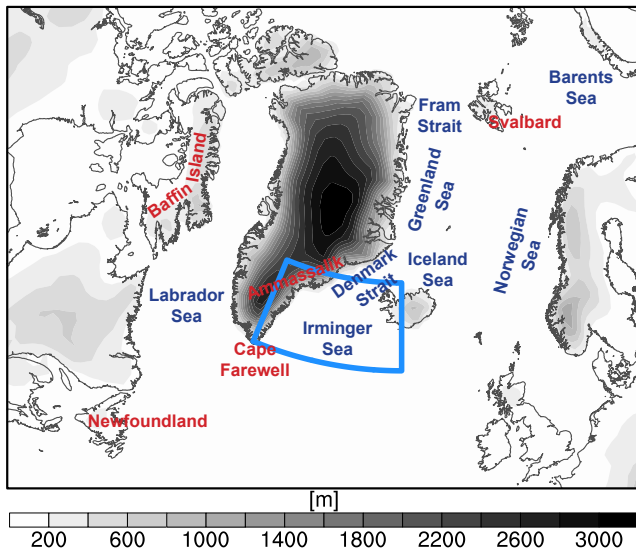 Barents
Sea
Fram
Strait
Svalbard
Baffin Island
Greenland
Sea
Norwegian
Sea
Iceland
Sea
Ammassalik
Denmark
Strait
Labrador
Sea
Irminger
Sea
Cape
Farewell
Newfoundland
[m]
200 600 1000 1400 1800 2200 2600 3000